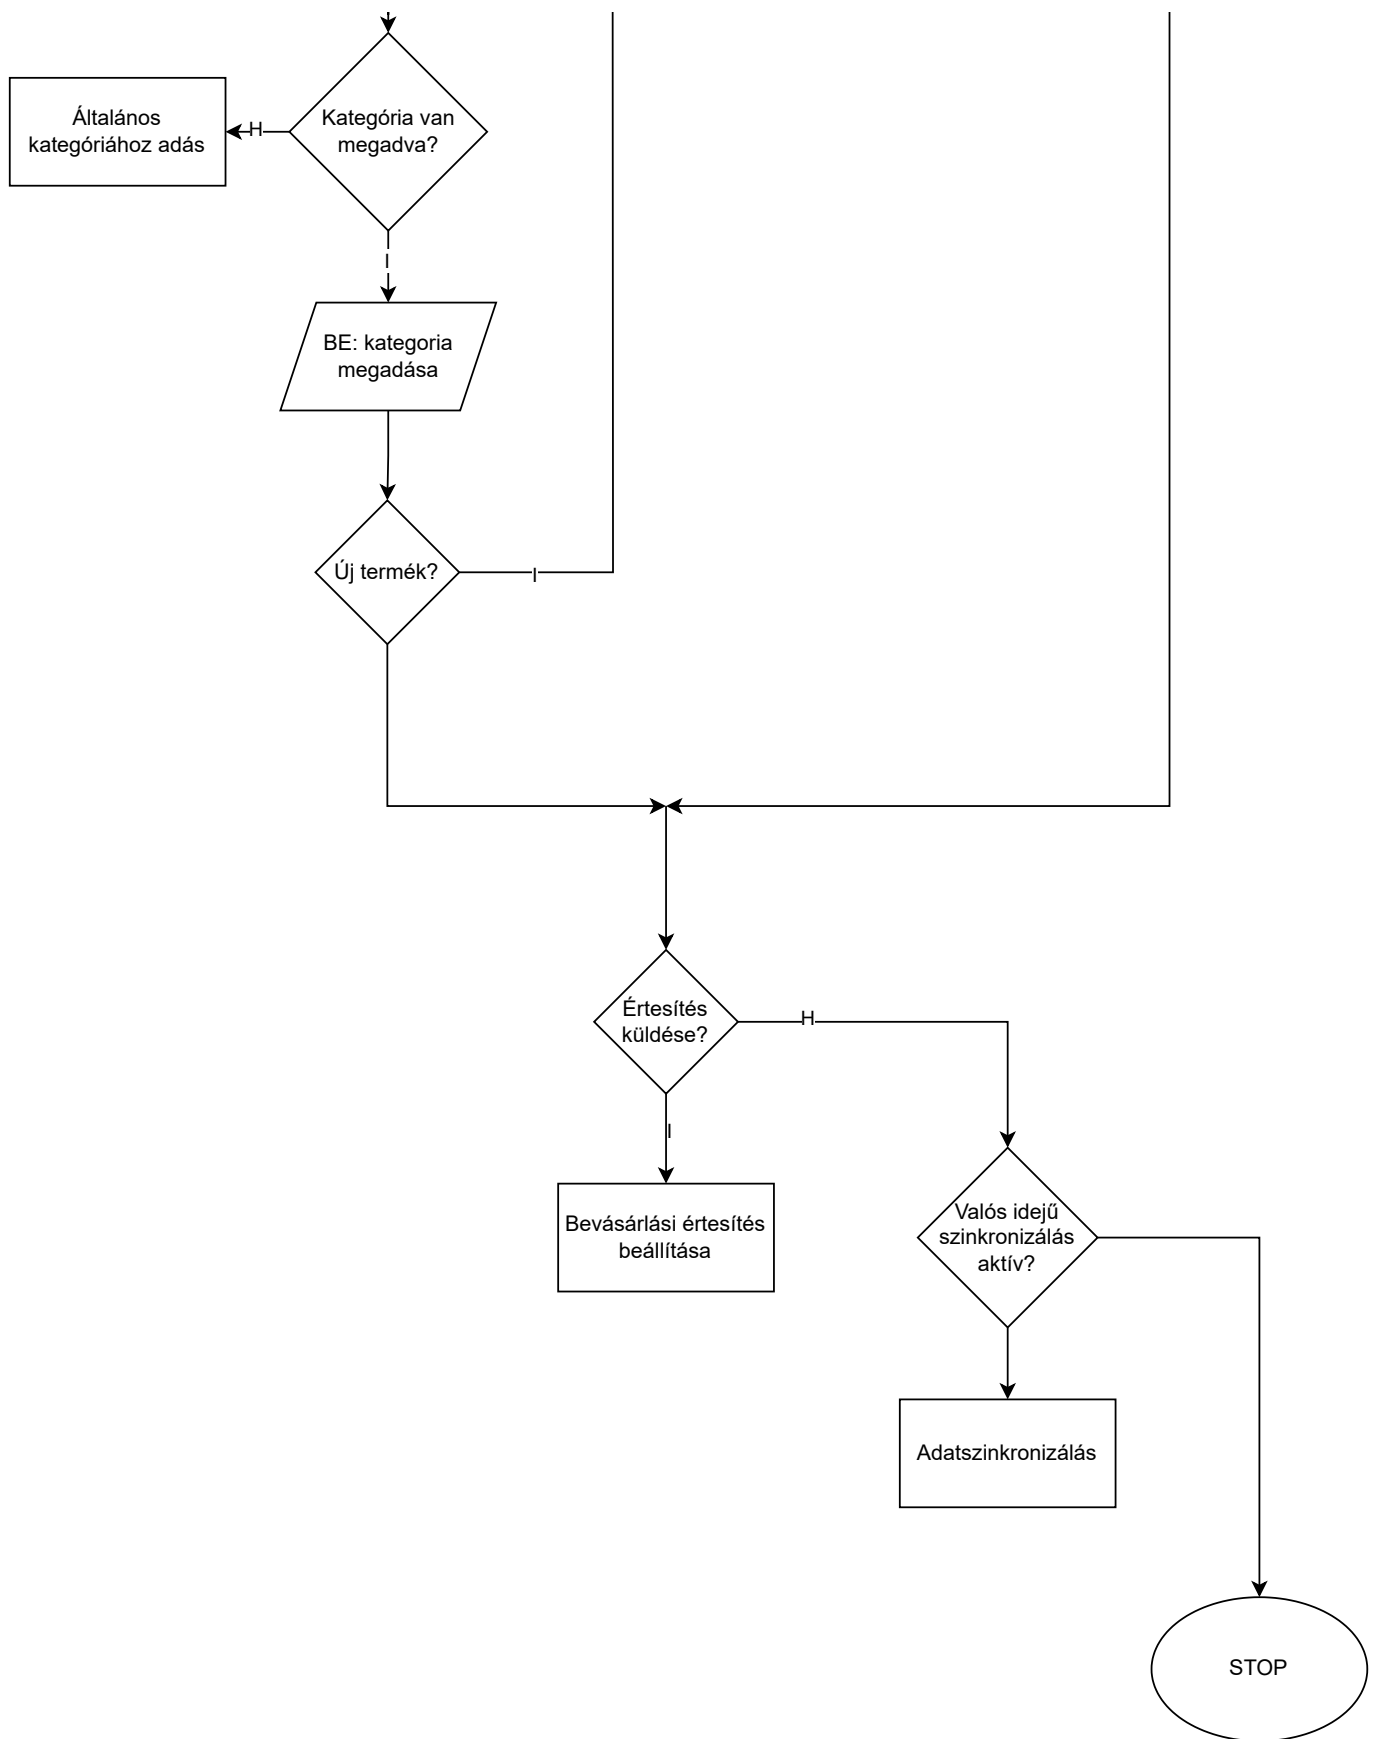 Általános
kategóriához adás
H
Kategória van
megadva?
I
BE: kategoria
megadása
Új termék?
I
Értesítés
küldése?
H
I
Bevásárlási értesítés
beállítása
Valós idejű
szinkronizálás
aktív?
Adatszinkronizálás
STOP